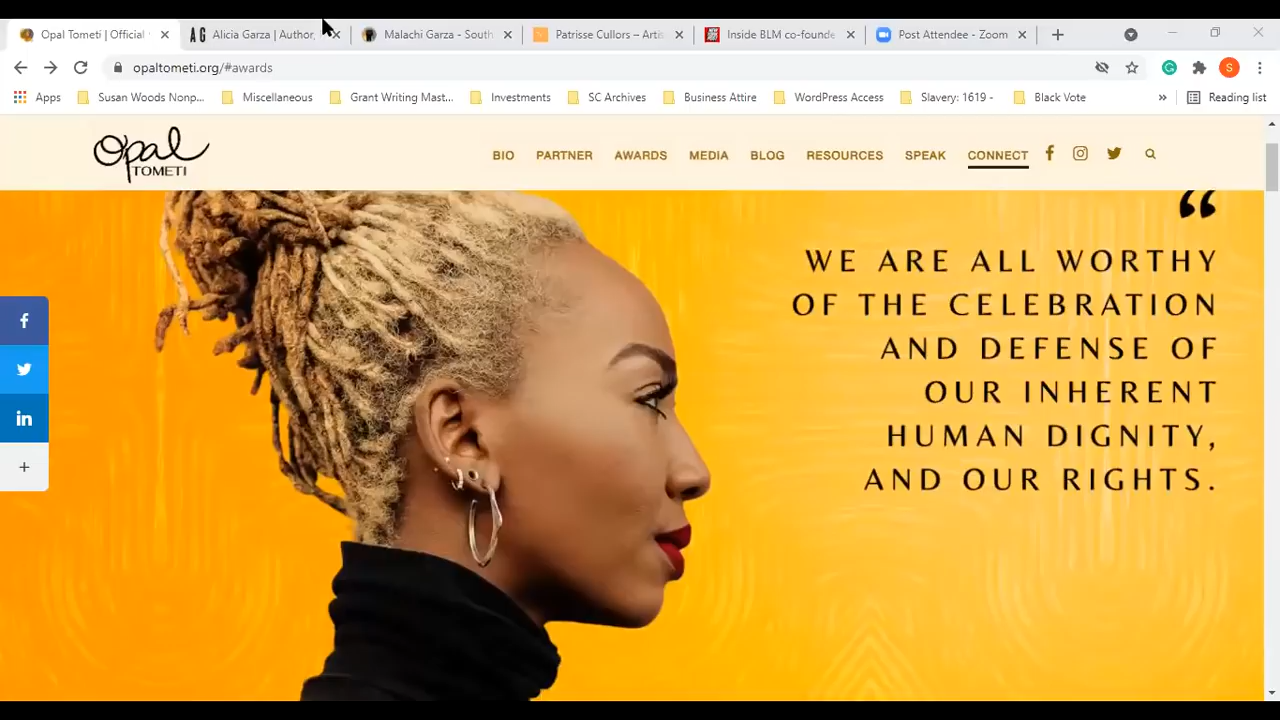 Opal Tometi | Official
Alicia Garza | Author,
Malachi Garza - South
Patrisse Cullors – Artis
Inside BLM co-founde
Post Attendee - Zoom
opaltometi.org/#awards
S
Apps
Susan Woods Nonp...
Miscellaneous
Grant Writing Mast...
Investments
SC Archives
Business Attire
WordPress Access
Slavery: 1619 -
Black Vote
»
Reading list
Opal
TOMETI
BIO
PARTNER
AWARDS
MEDIA
BLOG
RESOURCES
SPEAK
CONNECT
“
WE ARE ALL WORTHY
OF THE CELEBRATION
AND DEFENSE OF
OUR INHERENT
HUMAN DIGNITY,
AND OUR RIGHTS.